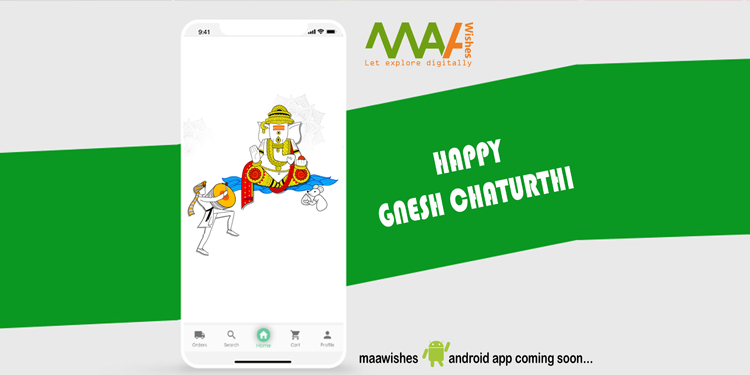 9:41
MAA
Wishes
Let explore digitally
HAPPY
GNESH CHATURTHI
Orders Search Home Cart Profile
maawishes android app coming soon...